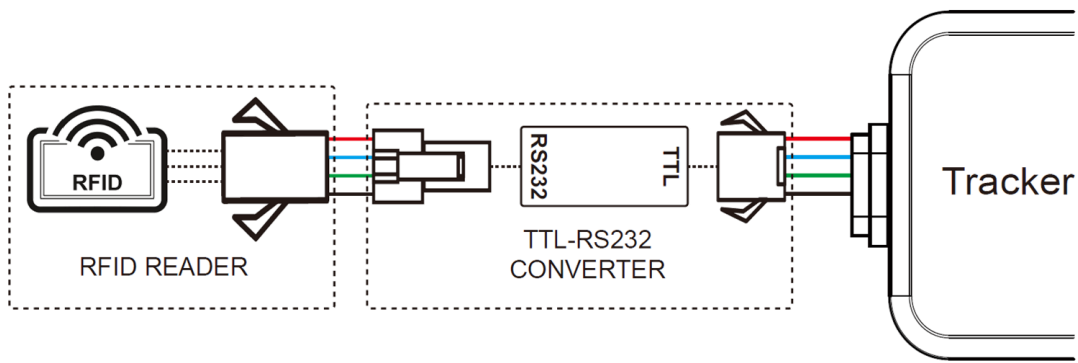 RFID
RFID READER
RS232
TTL
TTL-RS232
CONVERTER
Tracker